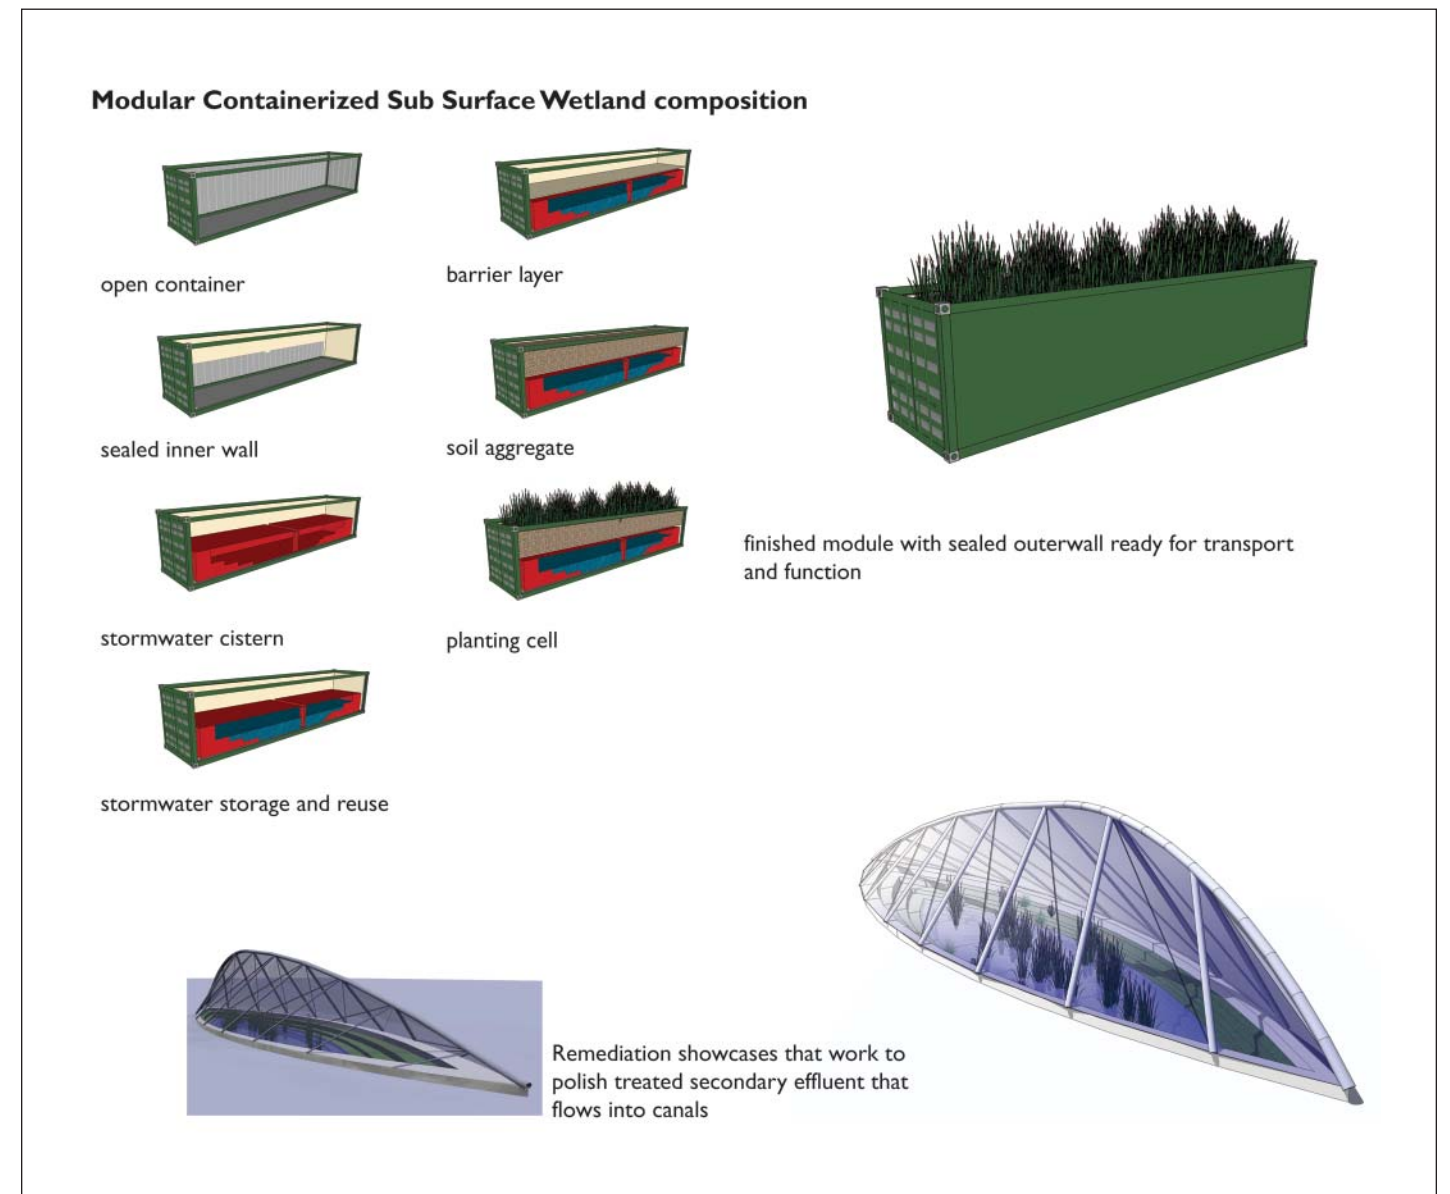 Modular Containerized Sub Surface Wetland composition
open container
sealed inner wall
stormwater cistern
stormwater storage and reuse
barrier layer
soil aggregate
planting cell
finished module with sealed outerwall ready for transport
and function
Remediation showcases that work to
polish treated secondary effluent that
flows into canals